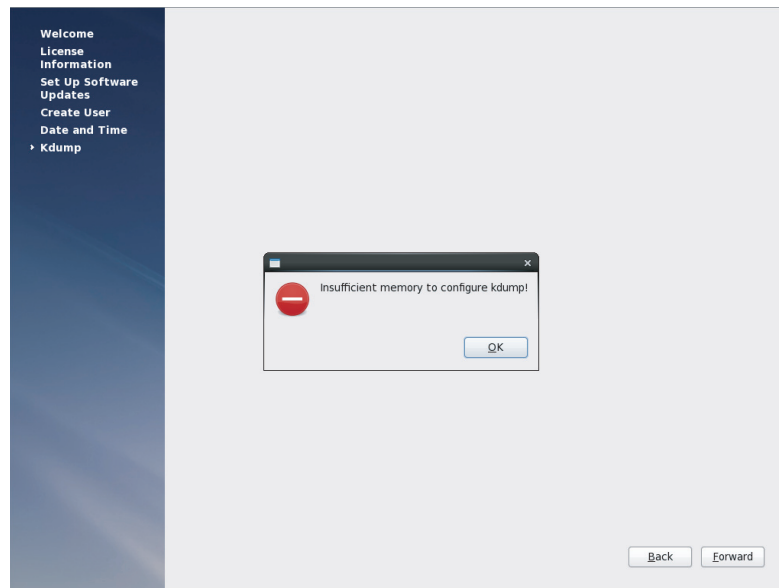 Welcome
License
Information
Set Up Software
Updates
Create User
Date and Time
Kdump
Insufficient memory to configure kdump!
OK
Back
Forward